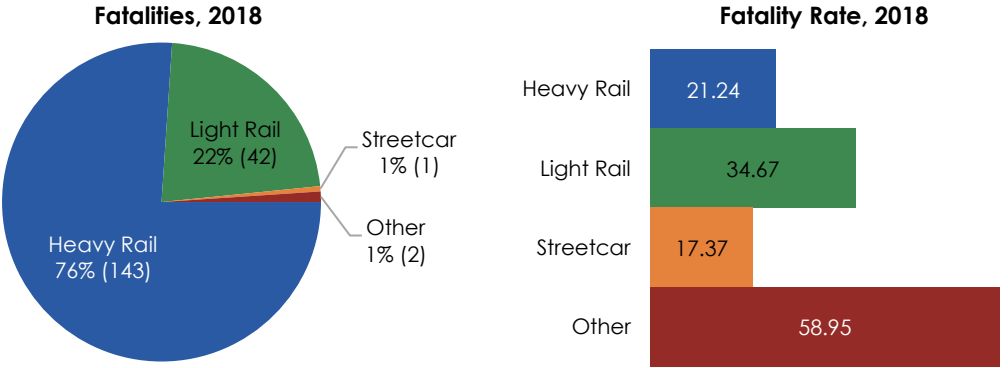 Fatalities, 2018
Light Rail
22% (42)
Streetcar
1% (1)
Other
1% (2)
Heavy Rail
76% (143)
Fatality Rate, 2018
Heavy Rail 21.24
Light Rail 34.67
Streetcar 17.37
Other 58.95